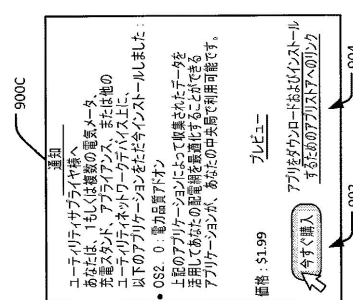 900C
通知
ユーティリティサプライヤ様へ
あなたは、1もしくは複数の電気メータ、
充電スタンド、アプライアンス、または他の
ユーティリティネットワークデバイス上に、
以下のアプリケーションをただ今インストールしました:
• OS2.0:電力品質アドオン
上記のアプリケーションによって収集されたデータを
活用してあなたの配電網を最適化することができる
アプリケーションが、あなたの中央局で利用可能です。
価格:$1.99
プレビュー
今すぐ購入
アプリをダウンロードおよびインストール
するためのアプリストアへのリンク